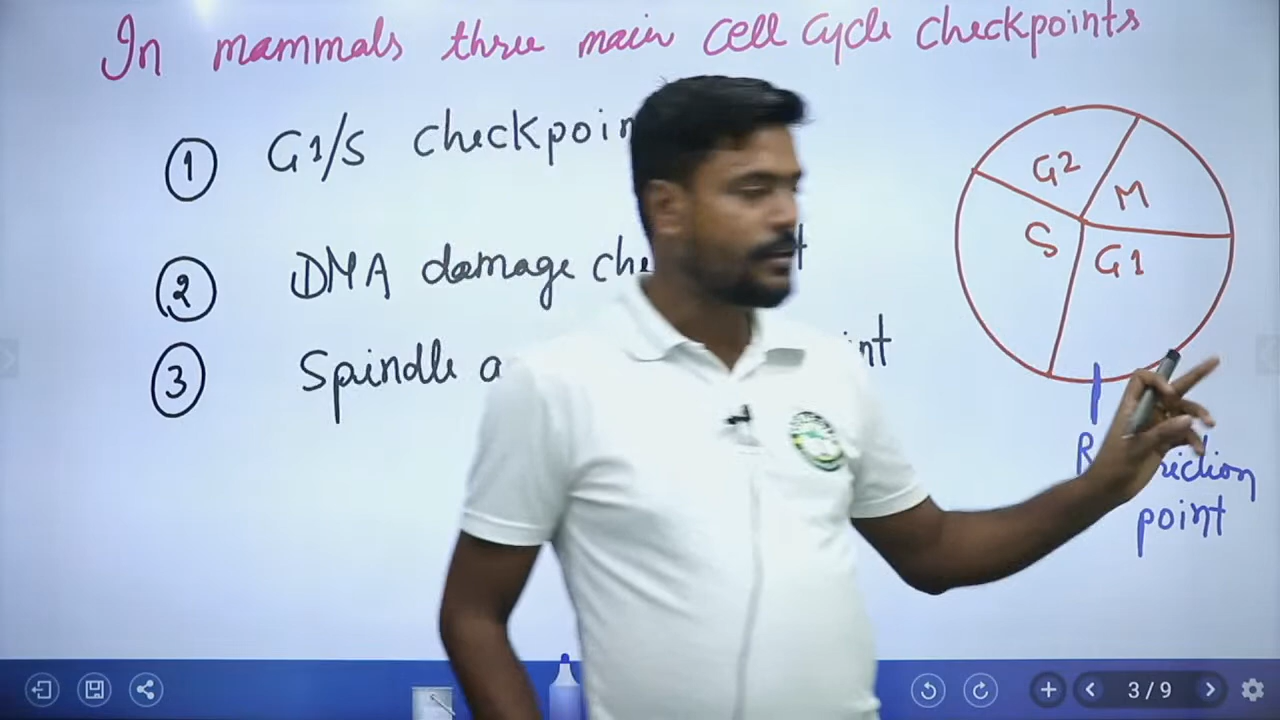 In mammals three main cell cycle checkpoints
1 G1/S checkpoin
2 DNA damage che t
3 Spindle a int
G2
M
S
G1
R riction
point
3/9